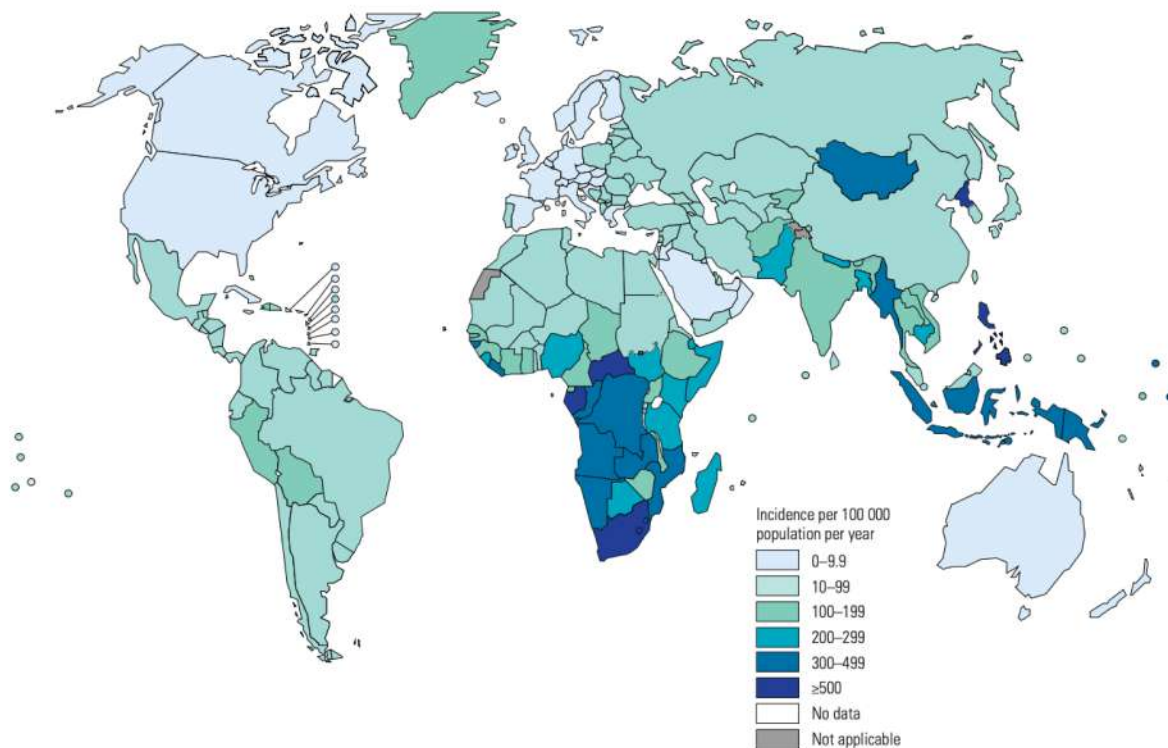 Incidence per 100 000
population per year
0–9.9
10–99
100–199
200–299
300–499
≥500
No data
Not applicable